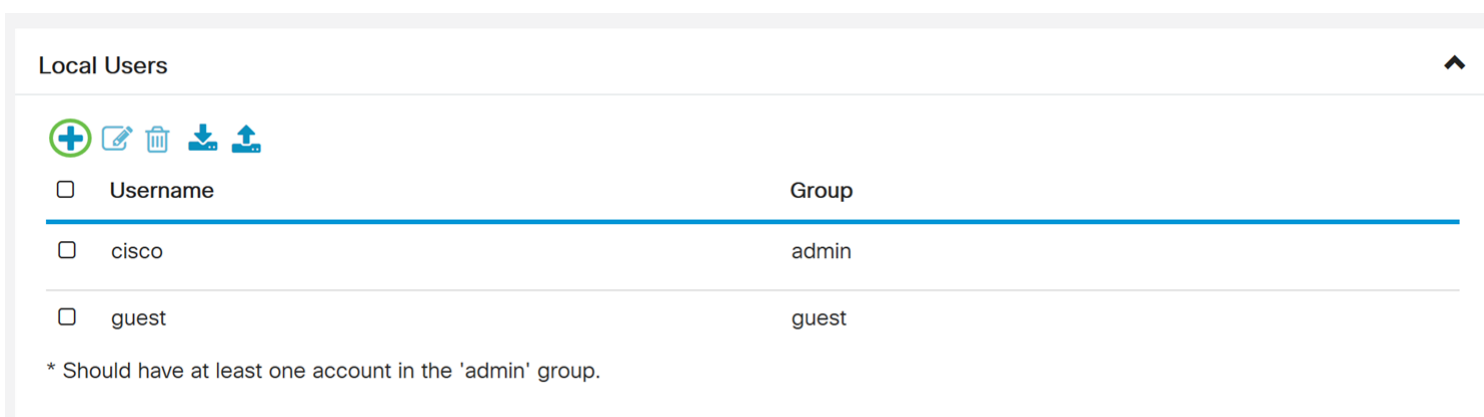 Local Users
Username Group
cisco admin
guest guest
* Should have at least one account in the 'admin' group.